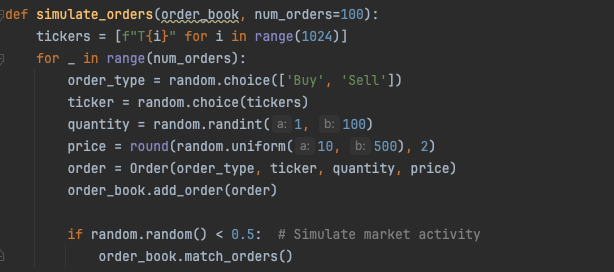 def simulate_orders(order_book, num_orders=100):
    tickers = [f"T{i}" for i in range(1024)]
    for _ in range(num_orders):
        order_type = random.choice(['Buy', 'Sell'])
        ticker = random.choice(tickers)
        quantity = random.randint( a: 1, b: 100)
        price = round(random.uniform( a: 10, b: 500), 2)
        order = Order(order_type, ticker, quantity, price)
        order_book.add_order(order)

        if random.random() < 0.5:  # Simulate market activity
            order_book.match_orders()